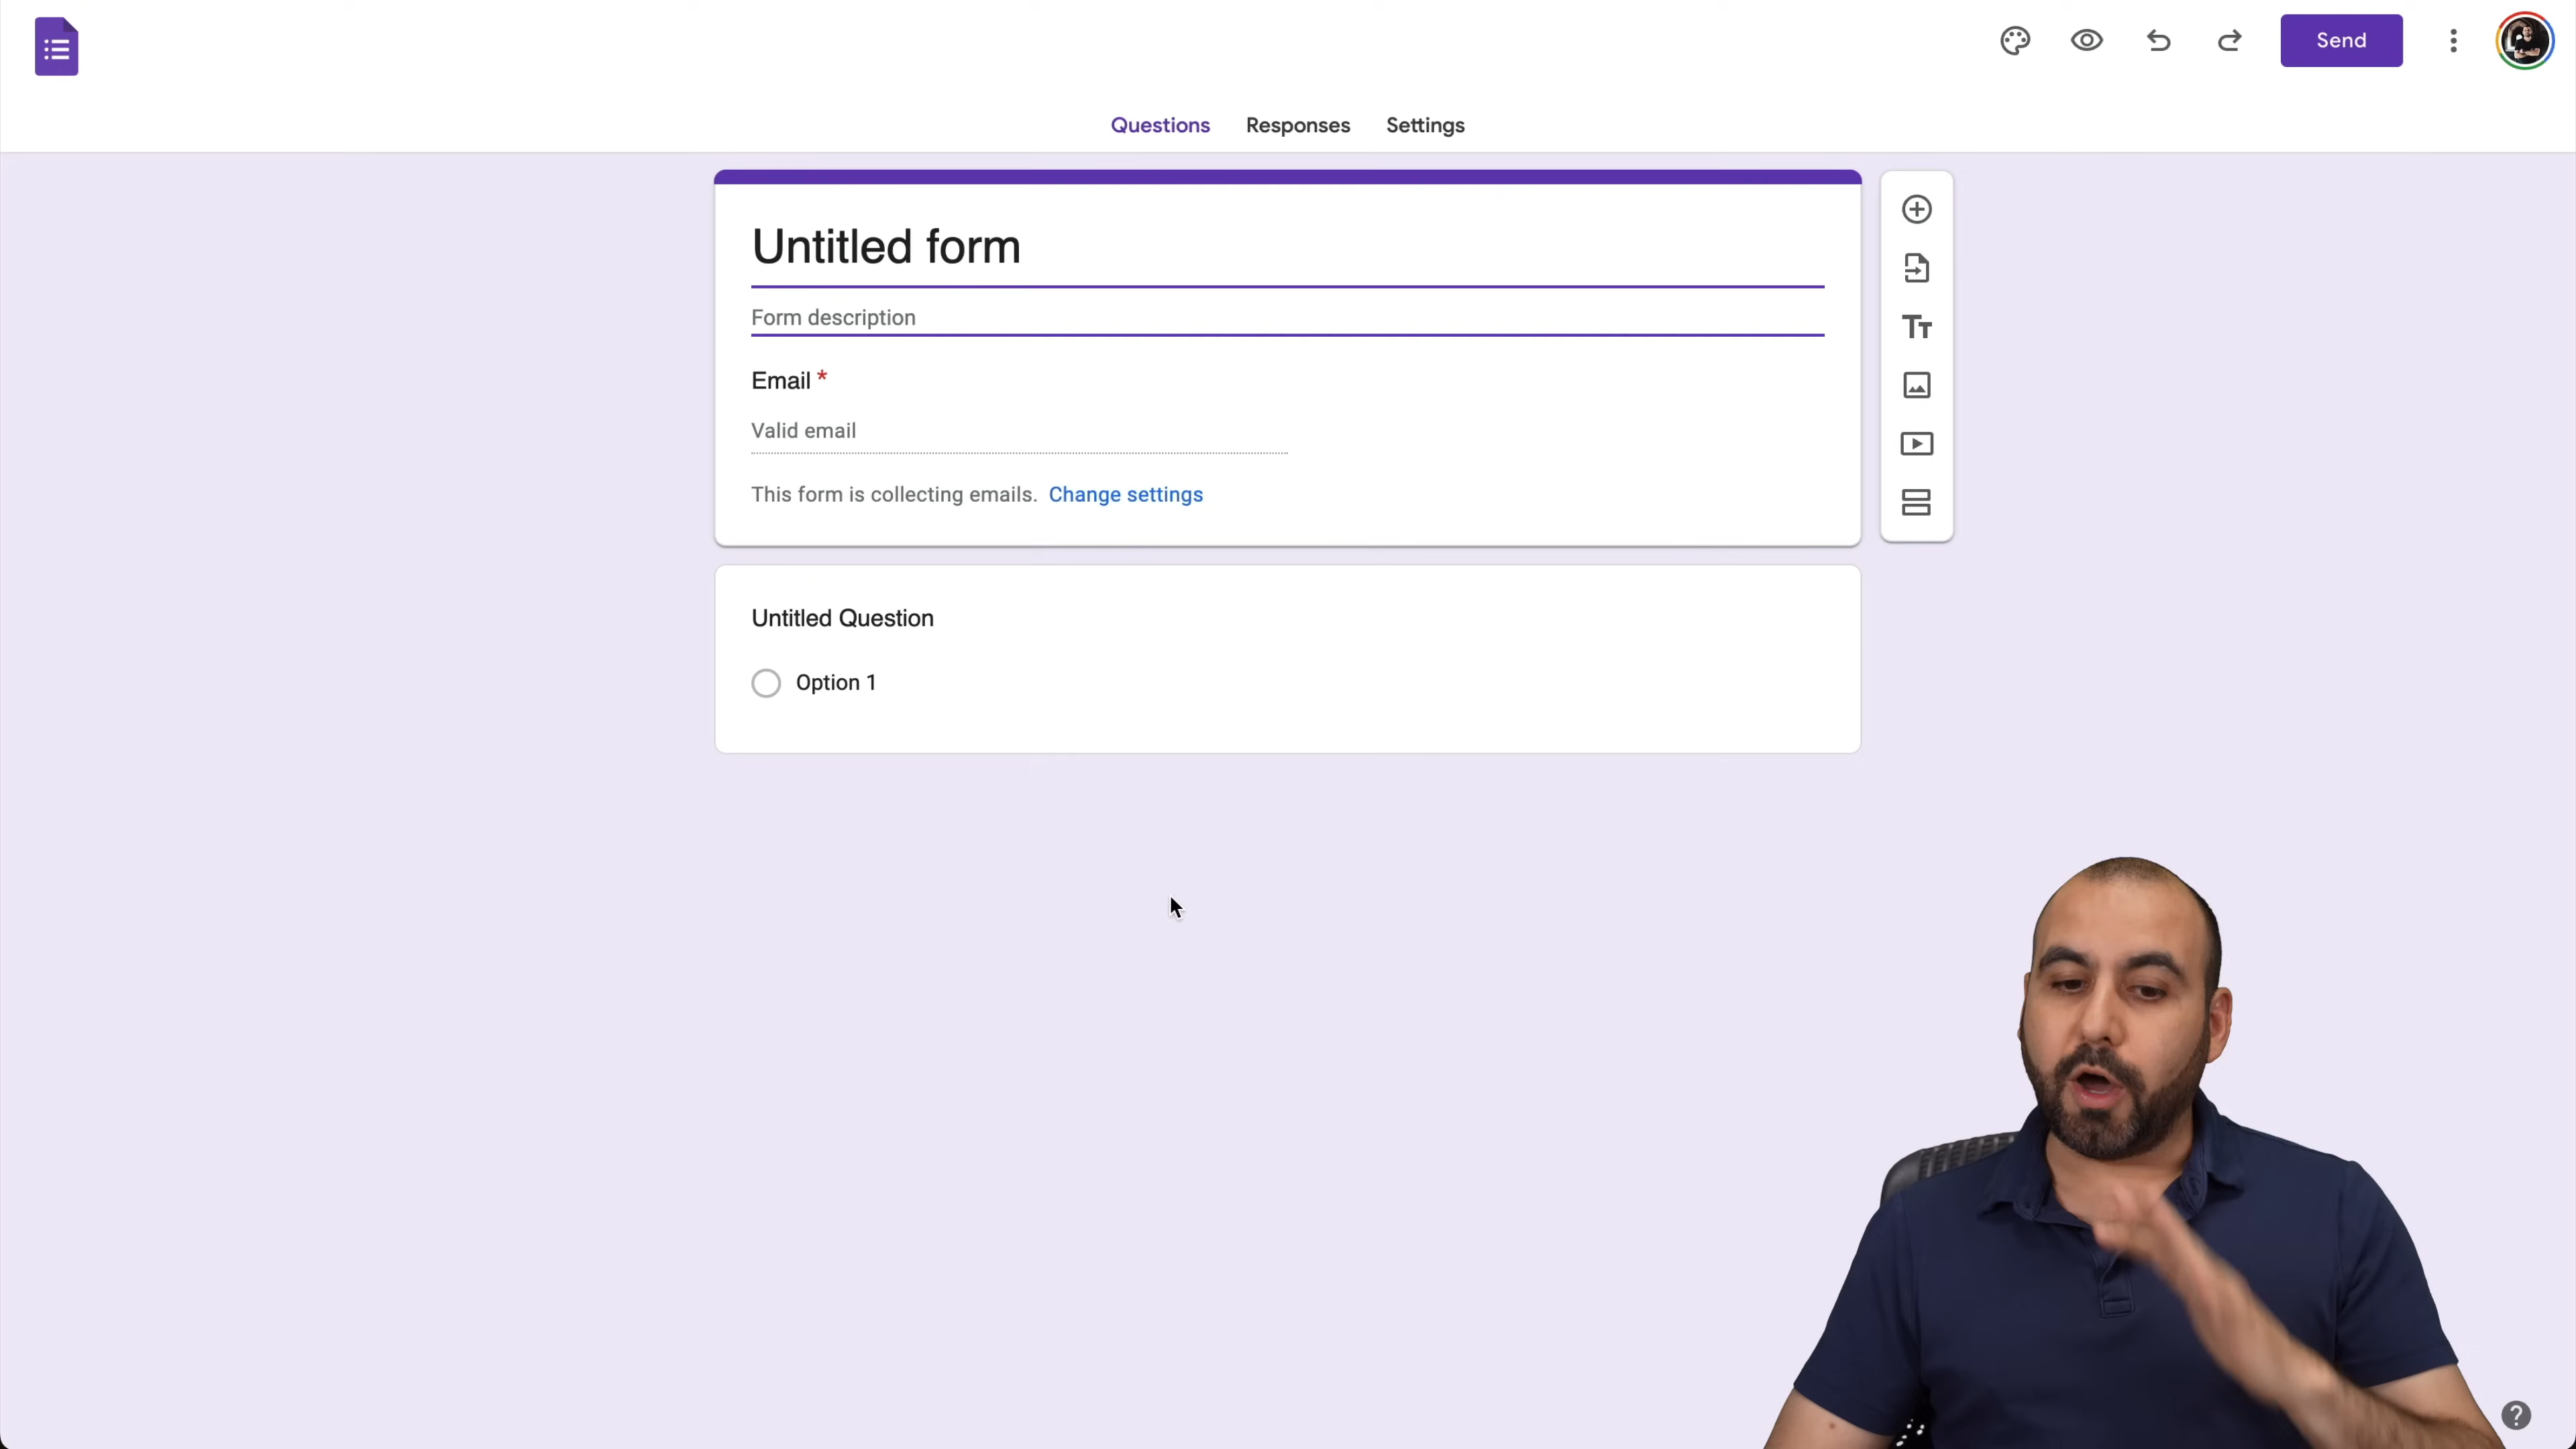 Send
Questions Responses Settings
Untitled form
Form description
Email *
Valid email
This form is collecting emails. Change settings
Untitled Question
Option 1